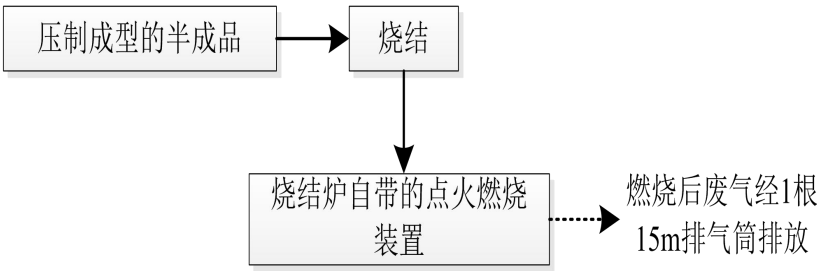 压制成型的半成品
烧结
烧结炉自带的点火燃烧
装置
燃烧后废气经1根
15m排气筒排放